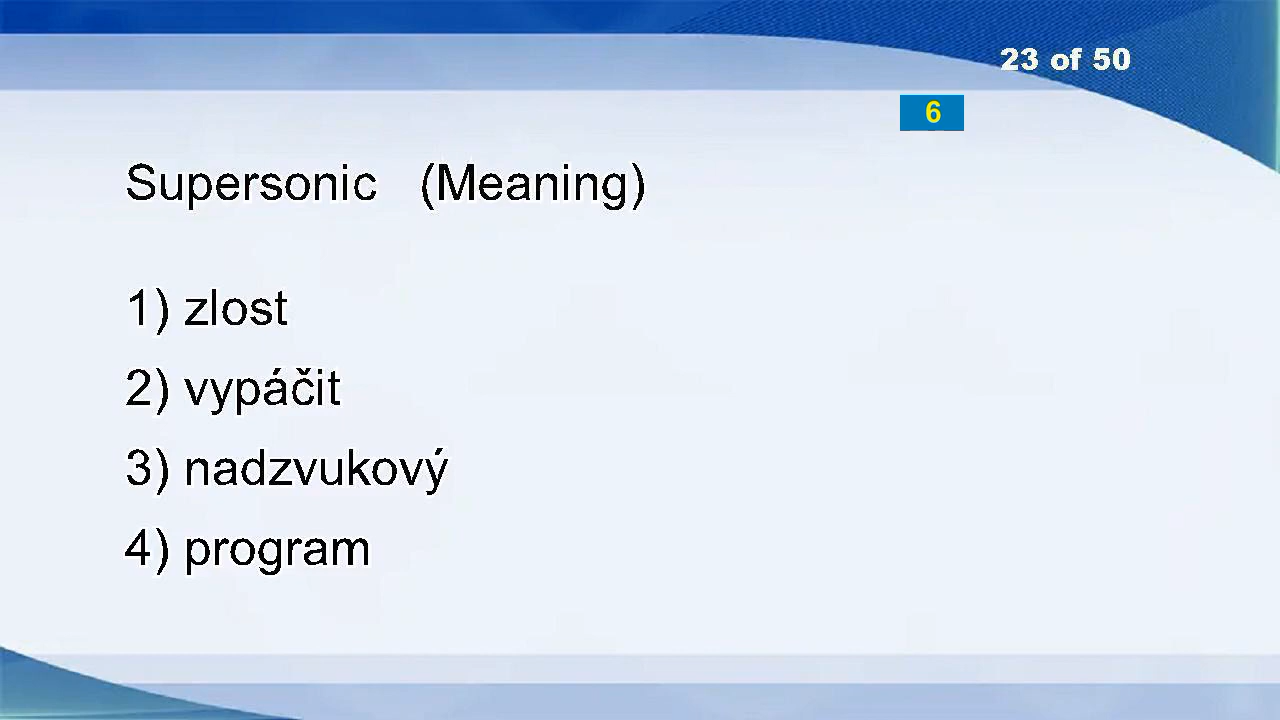 23 of 50
6
Supersonic (Meaning)
1) zlost
2) vypáčit
3) nadzvukový
4) program